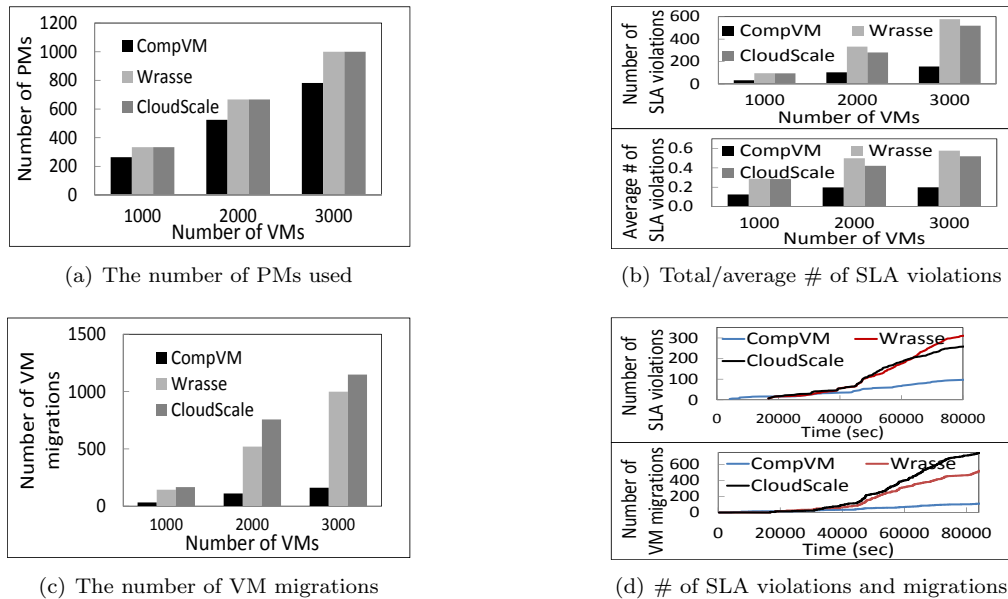 1200
1000
800
600
400
200
0
Number of PMs
CompVM
Wrasse
CloudScale
1000 2000 3000
Number of VMs
(a) The number of PMs used
600
400
200
0
Number of
SLA violations
CompVM Wrasse
CloudScale
1000 2000 3000
Number of VMs
0.6
0.4
0.2
0.0
Average # of
SLA violations
CompVM Wrasse
CloudScale
1000 2000 3000
Number of VMs
(b) Total/average # of SLA violations
1500
1000
500
0
Number of VM
migrations
CompVM
Wrasse
CloudScale
1000 2000 3000
Number of VMs
(c) The number of VM migrations
300
200
100
0
Number of
SLA violations
CompVM Wrasse
CloudScale
0 20000 40000 60000 80000
Time (sec)
600
400
200
0
Number of
VM migrations
CompVM Wrasse
CloudScale
0 20000 40000 60000 80000
Time (sec)
(d) # of SLA violations and migrations